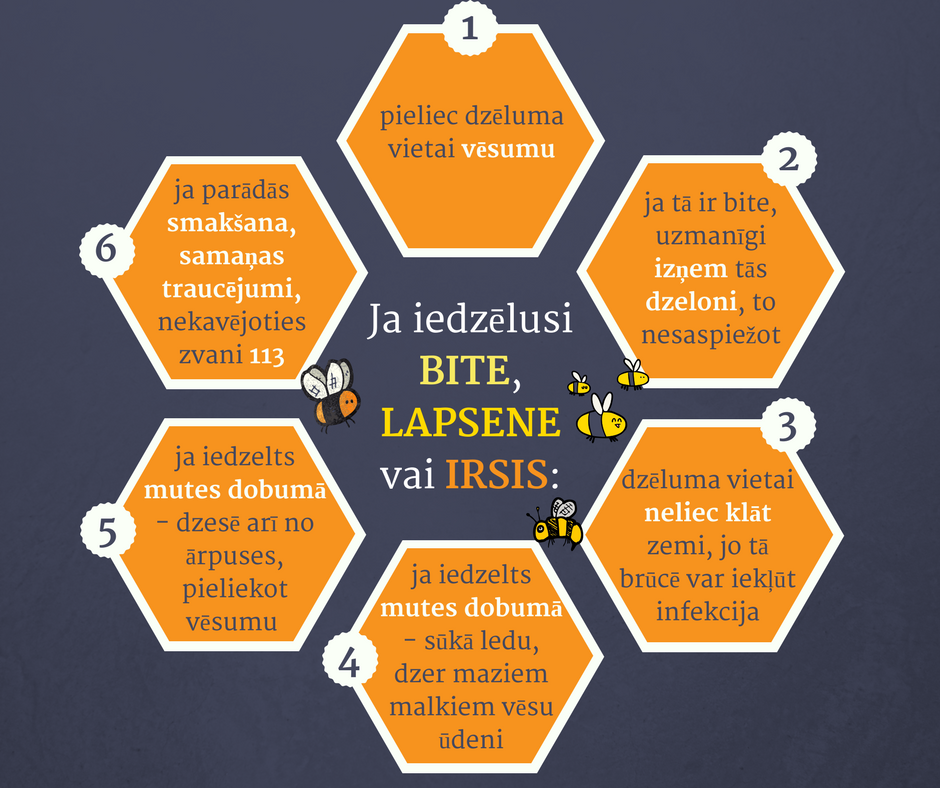 Ja iedzēlusi
BITE,
LAPSENE
vai IRSIS:
1
pieliec dzēluma
vietai vēsumu
2
ja tā ir bite,
uzmanīgi
izņem tās
dzeloni, to
nesaspiežot
3
dzēluma vietai
neliec klāt
zemi, jo tā
brūcē var iekļūt
infekcija
4
ja iedzelts
mutes dobumā
- sūkā ledu,
dzer maziem
malkiem vēsu
ūdeni
5
ja iedzelts
mutes dobumā
- dzesē arī no
ārpuses,
pieliekot
vēsumu
6
ja parādās
smakšana,
samaņas
traucējumi,
nekavējoties
zvani 113